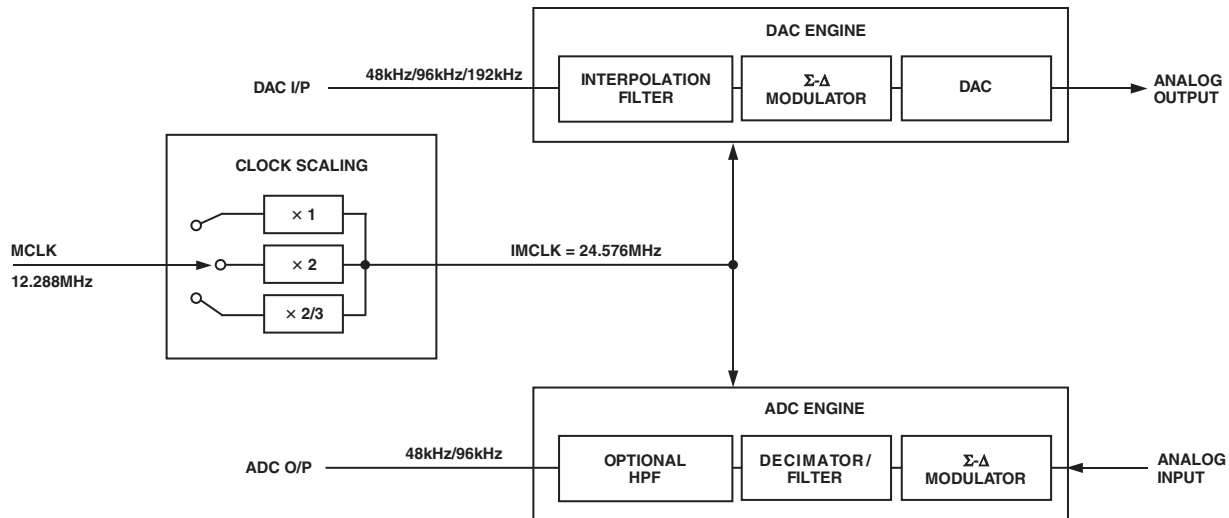 DAC ENGINE
48kHz/96kHz/192kHz
DAC I/P
INTERPOLATION
FILTER
Σ-Δ
MODULATOR
DAC
ANALOG
OUTPUT
CLOCK SCALING
× 1
MCLK
12.288MHz
× 2
IMCLK = 24.576MHz
× 2/3
ADC ENGINE
48kHz/96kHz
ADC O/P
OPTIONAL
HPF
DECIMATOR/
FILTER
Σ-Δ
MODULATOR
ANALOG
INPUT